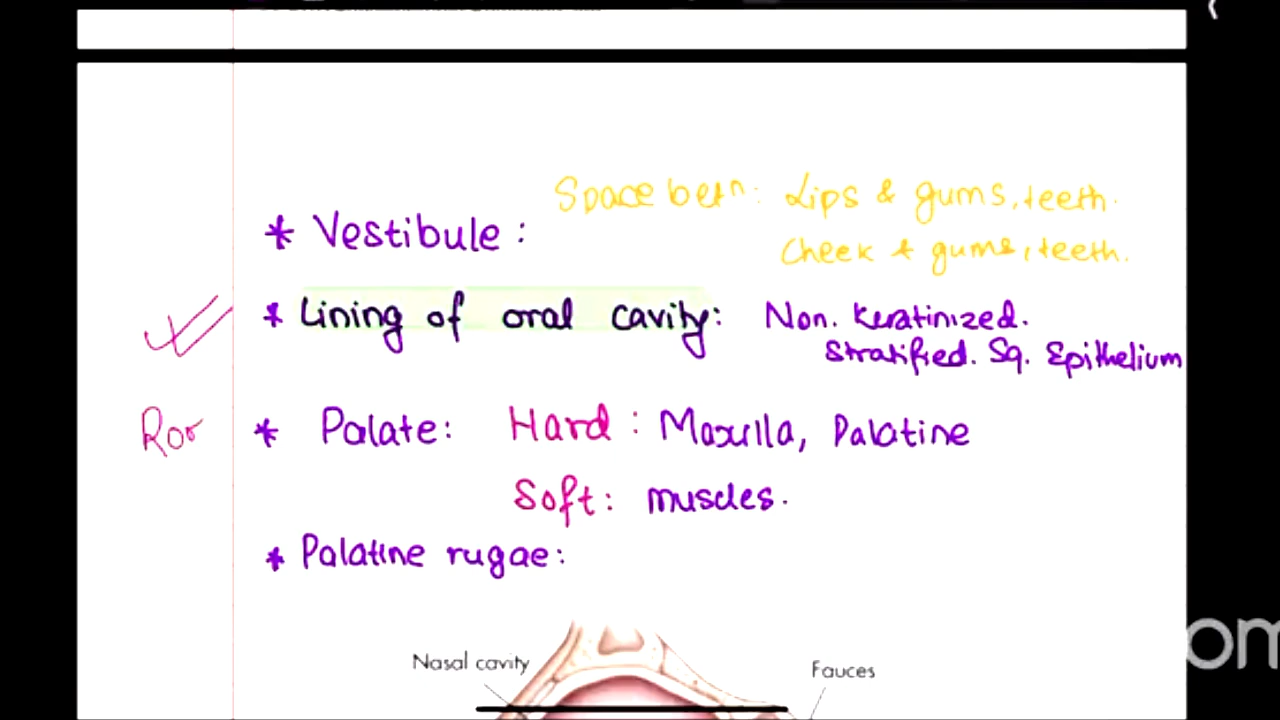 Space betn: Lips & gums, teeth.
* Vestibule:
Cheek & gums, teeth.
* Lining of oral cavity: Non. Keratinized.
Stratified. Sq. Epithelium
* Palate: Hard: Maxilla, Palatine
Soft: muscles.
* Palatine rugae:
Nasal cavity
Fauces
om